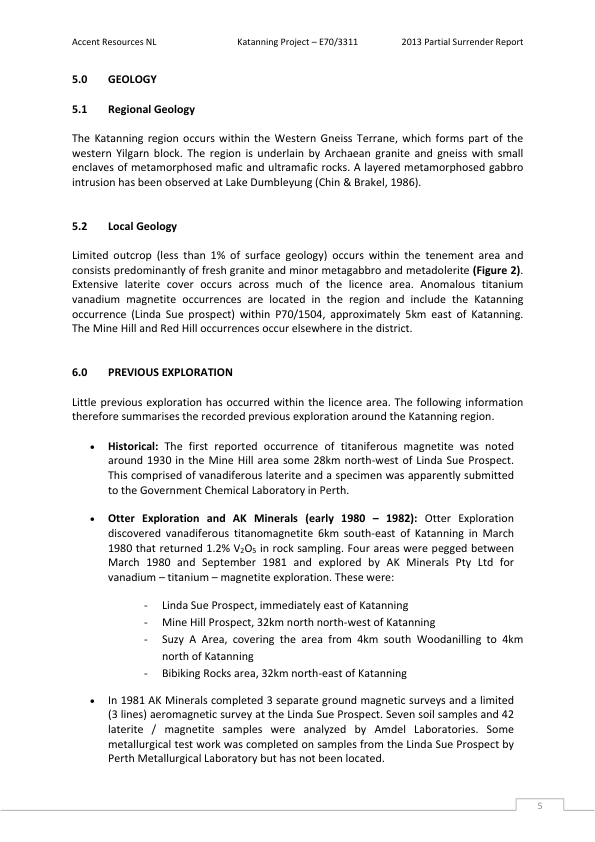 Accent Resources NL Katanning Project – E70/3311 2013 Partial Surrender Report
5.0 GEOLOGY
5.1 Regional Geology
The Katanning region occurs within the Western Gneiss Terrane, which forms part of the
western Yilgarn block. The region is underlain by Archaean granite and gneiss with small
enclaves of metamorphosed mafic and ultramafic rocks. A layered metamorphosed gabbro
intrusion has been observed at Lake Dumbleyung (Chin & Brakel, 1986).
5.2 Local Geology
Limited outcrop (less than 1% of surface geology) occurs within the tenement area and
consists predominantly of fresh granite and minor metagabbro and metadolerite (Figure 2).
Extensive laterite cover occurs across much of the licence area. Anomalous titanium
vanadium magnetite occurrences are located in the region and include the Katanning
occurrence (Linda Sue prospect) within P70/1504, approximately 5km east of Katanning.
The Mine Hill and Red Hill occurrences occur elsewhere in the district.
6.0 PREVIOUS EXPLORATION
Little previous exploration has occurred within the licence area. The following information
therefore summarises the recorded previous exploration around the Katanning region.
• Historical: The first reported occurrence of titaniferous magnetite was noted
around 1930 in the Mine Hill area some 28km north-west of Linda Sue Prospect.
This comprised of vanadiferous laterite and a specimen was apparently submitted
to the Government Chemical Laboratory in Perth.
• Otter Exploration and AK Minerals (early 1980 – 1982): Otter Exploration
discovered vanadiferous titanomagnetite 6km south-east of Katanning in March
1980 that returned 1.2% V₂O₅ in rock sampling. Four areas were pegged between
March 1980 and September 1981 and explored by AK Minerals Pty Ltd for
vanadium – titanium – magnetite exploration. These were:
- Linda Sue Prospect, immediately east of Katanning
- Mine Hill Prospect, 32km north north-west of Katanning
- Suzy A Area, covering the area from 4km south Woodanilling to 4km
north of Katanning
- Bibiking Rocks area, 32km north-east of Katanning
• In 1981 AK Minerals completed 3 separate ground magnetic surveys and a limited
(3 lines) aeromagnetic survey at the Linda Sue Prospect. Seven soil samples and 42
laterite / magnetite samples were analyzed by Amdel Laboratories. Some
metallurgical test work was completed on samples from the Linda Sue Prospect by
Perth Metallurgical Laboratory but has not been located.
5